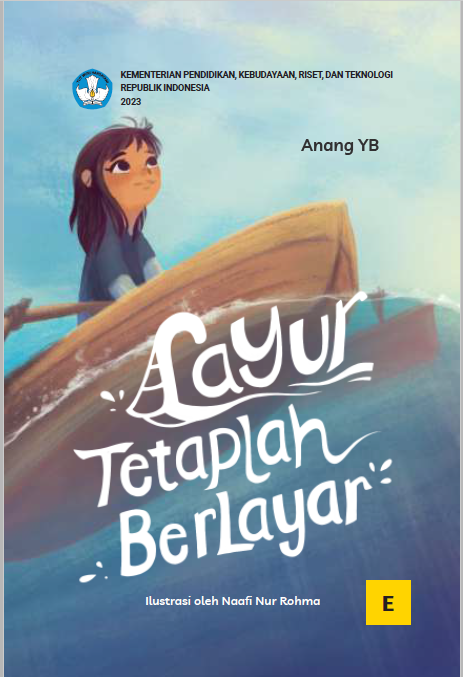 KEMENTERIAN PENDIDIKAN, KEBUDAYAAN, RISET, DAN TEKNOLOGI
REPUBLIK INDONESIA
2023
Anang YB
Layur
Tetaplah
Berlayar
Ilustrasi oleh Naafi Nur Rohma
E